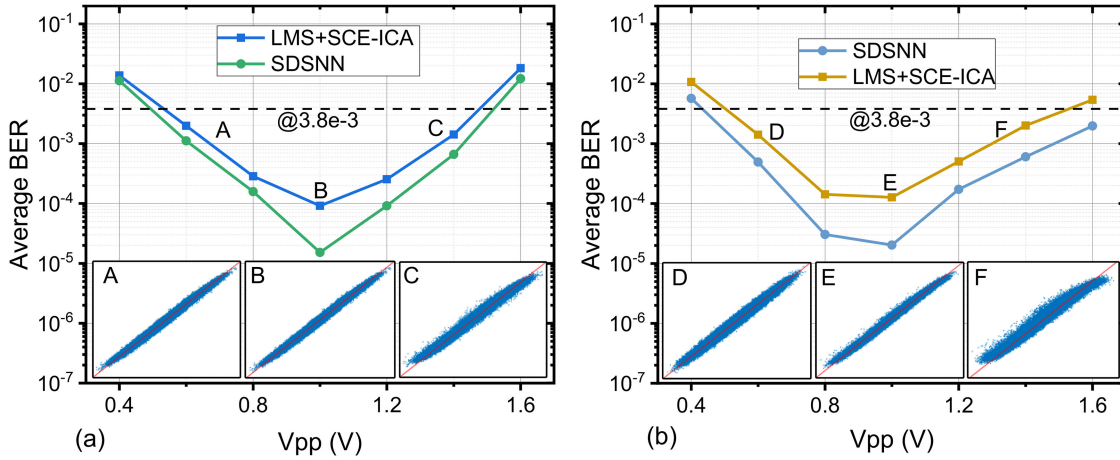 10⁻¹
10⁻²
10⁻³
10⁻⁴
10⁻⁵
10⁻⁶
10⁻⁷
Average BER
LMS+SCE-ICA
SDSNN
@3.8e-3
A
B
C
A
B
C
0.4
0.8
1.2
1.6
(a)
Vpp (V)
10⁻¹
10⁻²
10⁻³
10⁻⁴
10⁻⁵
10⁻⁶
10⁻⁷
Average BER
SDSNN
LMS+SCE-ICA
@3.8e-3
D
E
F
D
E
F
0.4
0.8
1.2
1.6
(b)
Vpp (V)